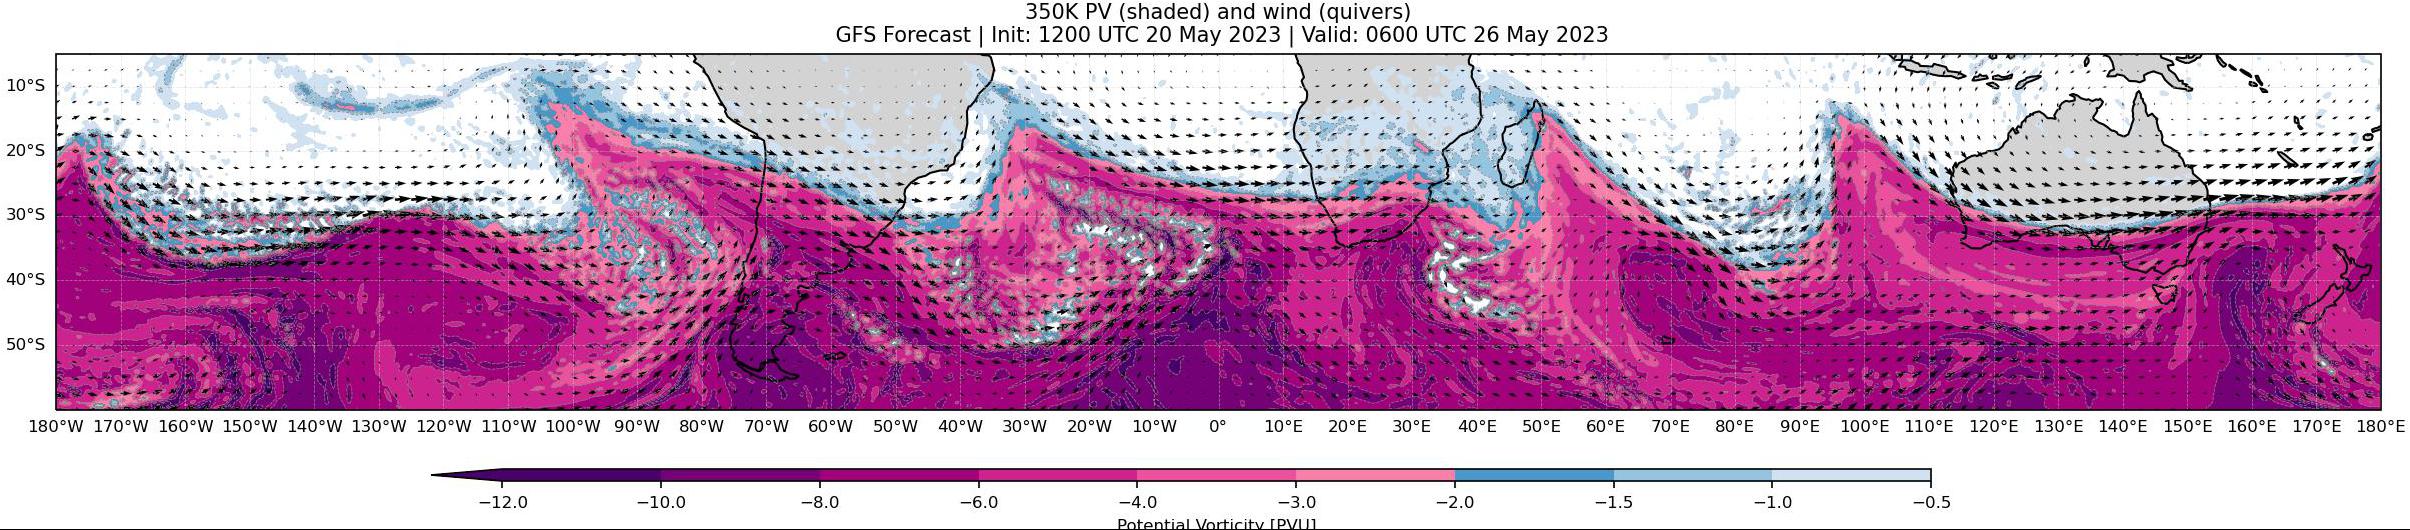 350K PV (shaded) and wind (quivers)
GFS Forecast | Init: 1200 UTC 20 May 2023 | Valid: 0600 UTC 26 May 2023
10°S
20°S
30°S
40°S
50°S
180°W 170°W 160°W 150°W 140°W 130°W 120°W 110°W 100°W 90°W 80°W 70°W 60°W 50°W 40°W 30°W 20°W 10°W 0° 10°E 20°E 30°E 40°E 50°E 60°E 70°E 80°E 90°E 100°E 110°E 120°E 130°E 140°E 150°E 160°E 170°E 180°E
−12.0 −10.0 −8.0 −6.0 −4.0 −3.0 −2.0 −1.5 −1.0 −0.5
Potential Vorticity [PVU]